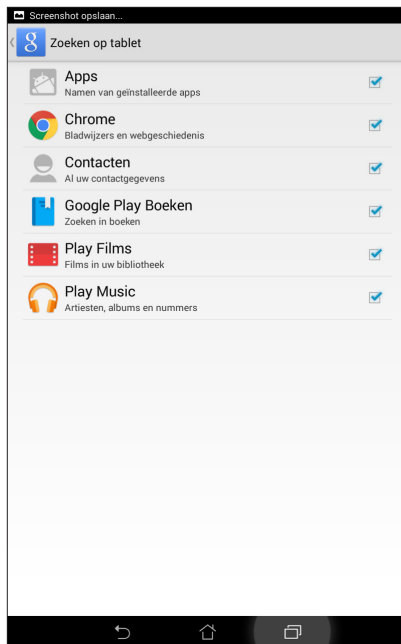 Screenshot opslaan...
Zoeken op tablet
Apps
Namen van geïnstalleerde apps
Chrome
Bladwijzers en webgeschiedenis
Contacten
Al uw contactgegevens
Google Play Boeken
Zoeken in boeken
Play Films
Films in uw bibliotheek
Play Music
Artiesten, albums en nummers